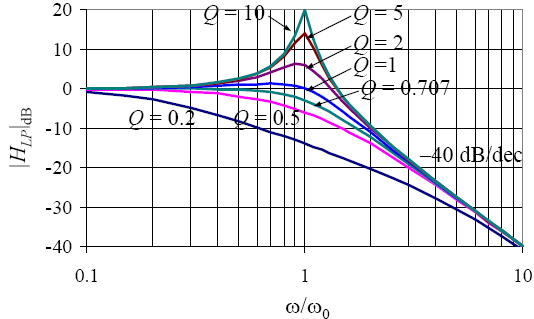 20
10
0
-10
-20
-30
-40
|H_LP|dB
Q = 10
Q = 5
Q = 2
Q =1
Q = 0.707
Q = 0.2
Q = 0.5
–40 dB/dec
0.1
1
10
ω/ω0